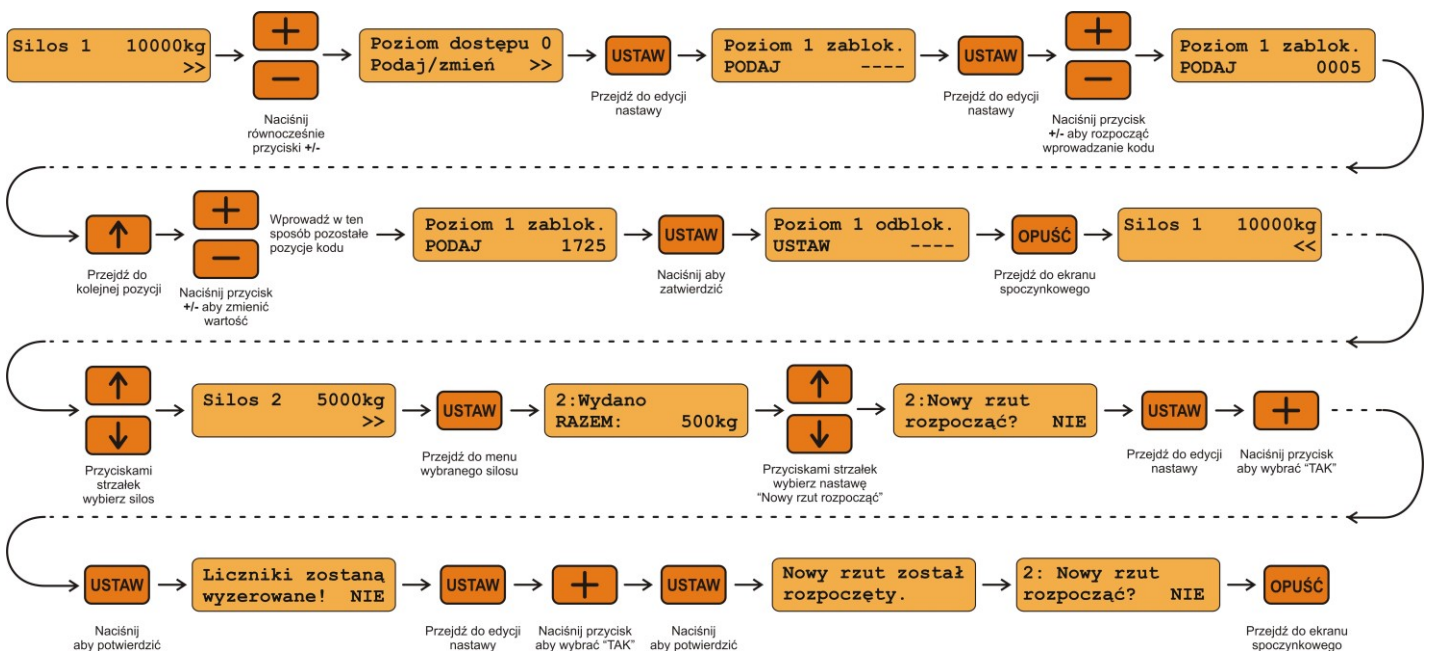 Silos 1 10000kg
>>
+
−
Naciśnij
równocześnie
przyciski +/-
Poziom dostępu 0
Podaj/zmień >>
USTAW
Przejdź do edycji
nastawy
Poziom 1 zablok.
PODAJ ----
USTAW
Przejdź do edycji
nastawy
+
−
Naciśnij przycisk
+/- aby rozpocząć
wprowadzanie kodu
Poziom 1 zablok.
PODAJ 0005
↑
Przejdź do
kolejnej pozycji
+
−
Naciśnij przycisk
+/- aby zmienić
wartość
Wprowadź w ten
sposób pozostałe
pozycje kodu
Poziom 1 zablok.
PODAJ 1725
USTAW
Naciśnij aby
zatwierdzić
Poziom 1 odblok.
USTAW ----
OPUŚĆ
Przejdź do ekranu
spoczynkowego
Silos 1 10000kg
<<
↑
↓
Przyciskami
strzałek
wybierz silos
Silos 2 5000kg
>>
USTAW
Przejdź do menu
wybranego silosu
2:Wydano
RAZEM: 500kg
↑
↓
Przyciskami strzałek
wybierz nastawę
“Nowy rzut rozpocząć”
2:Nowy rzut
rozpocząć? NIE
USTAW
Przejdź do edycji
nastawy
+
Naciśnij przycisk
aby wybrać “TAK”
USTAW
Naciśnij
aby potwierdzić
Liczniki zostaną
wyzerowane! NIE
USTAW
Przejdź do edycji
nastawy
+
Naciśnij przycisk
aby wybrać “TAK”
USTAW
Naciśnij
aby potwierdzić
Nowy rzut został
rozpoczęty.
2: Nowy rzut
rozpocząć? NIE
OPUŚĆ
Przejdź do ekranu
spoczynkowego